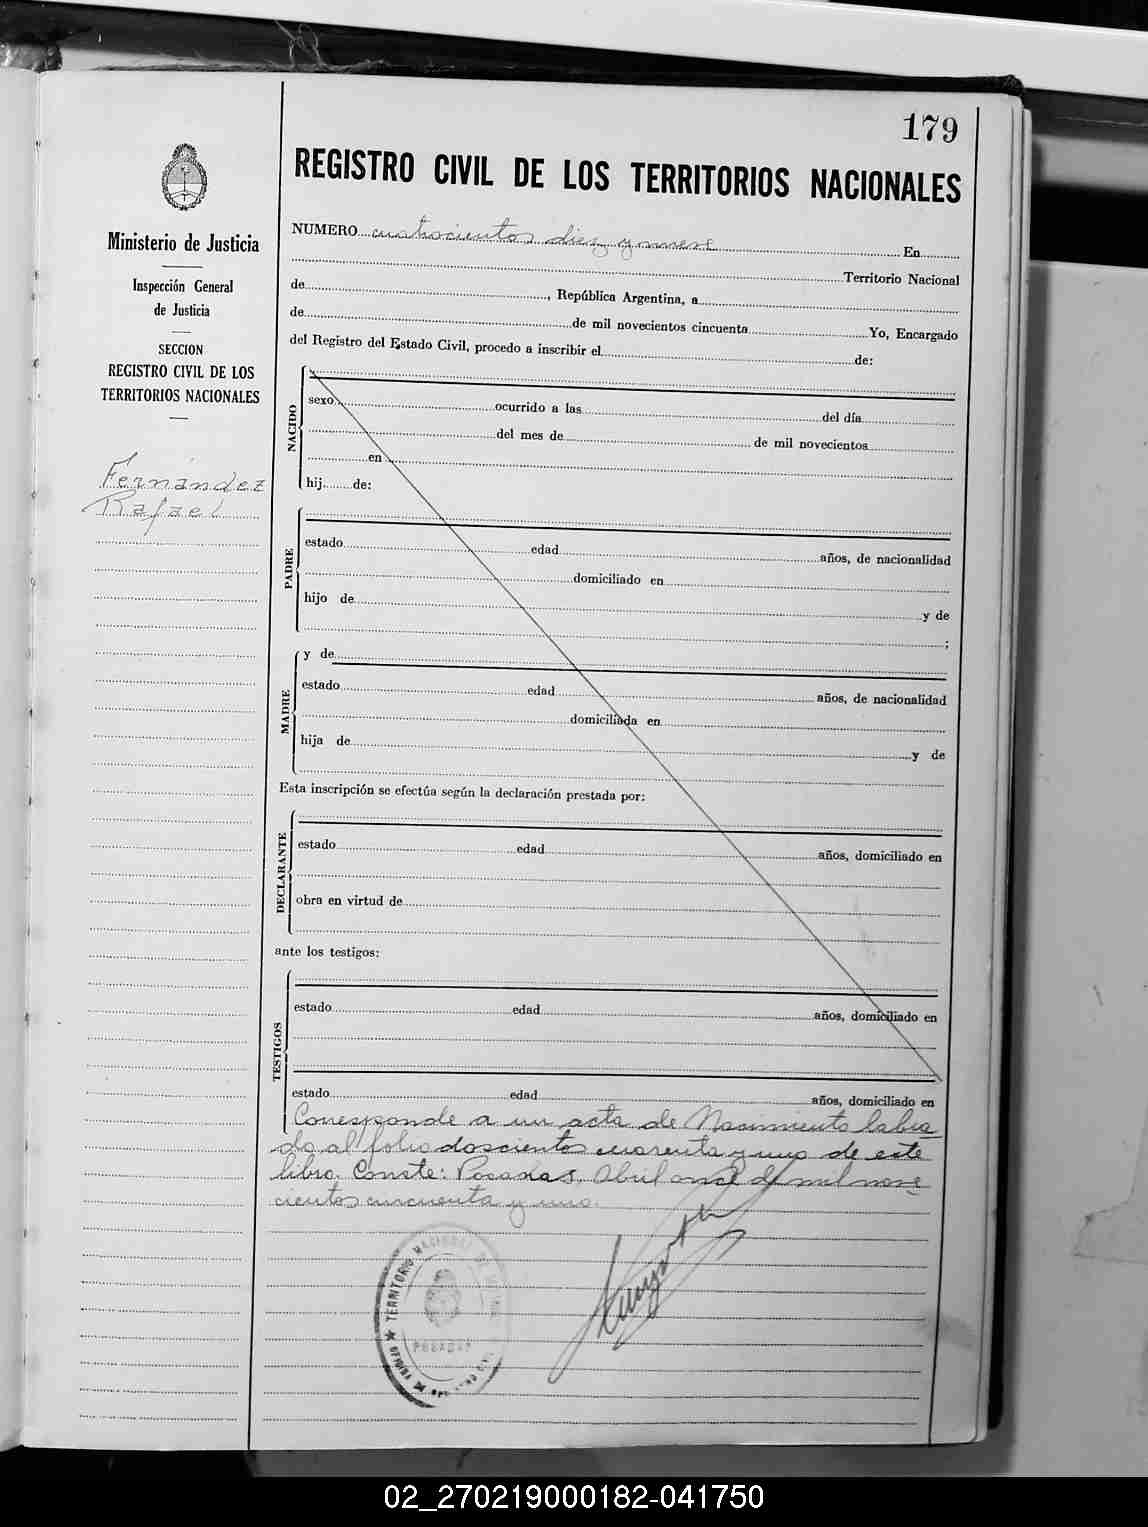 179
REGISTRO CIVIL DE LOS TERRITORIOS NACIONALES
Ministerio de Justicia
Inspección General
de Justicia
SECCION
REGISTRO CIVIL DE LOS
TERRITORIOS NACIONALES
Fernández
Rafael
NUMERO cuatrocientos diez y nueve En
Territorio Nacional
de , República Argentina, a
de de mil novecientos cincuenta Yo, Encargado
del Registro del Estado Civil, procedo a inscribir el de:
NACIDO
sexo ocurrido a las del día
del mes de de mil novecientos
en
hij de:
PADRE
estado edad años, de nacionalidad
domiciliado en
hijo de y de
;
MADRE
y de
estado edad años, de nacionalidad
domiciliada en
hija de y de
Esta inscripción se efectúa según la declaración prestada por:
DECLARANTE
estado edad años, domiciliado en
obra en virtud de
ante los testigos:
TESTIGOS
estado edad años, domiciliado en
estado edad años, domiciliado en
Corresponde a un acta de Nacimiento labra
da al folio doscientos cuarenta y uno de este
libro. Conste: Posadas, Abril once de mil nove
cientos cincuenta y uno.
TERRITORIO NACIONAL DE
POSADAS
02_270219000182-041750